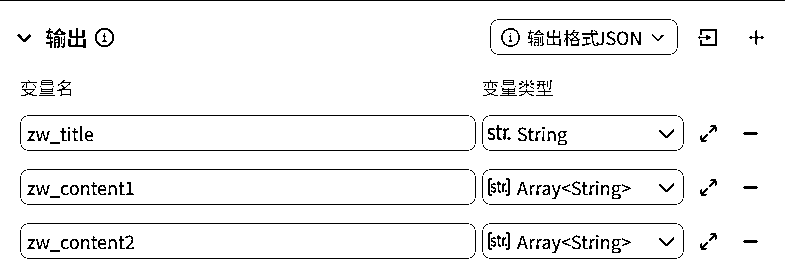 输出 输出格式JSON
变量名 变量类型
zw_title str. String
zw_content1 [str] Array<String>
zw_content2 [str] Array<String>